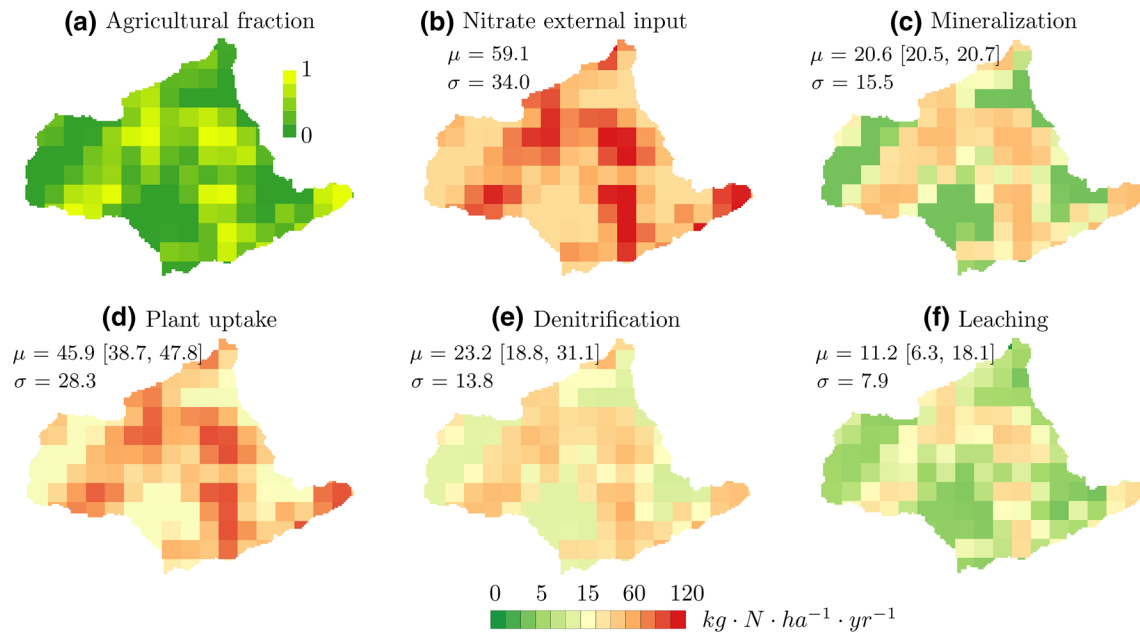 (a) Agricultural fraction
1
0
(b) Nitrate external input
μ = 59.1
σ = 34.0
(c) Mineralization
μ = 20.6 [20.5, 20.7]
σ = 15.5
(d) Plant uptake
μ = 45.9 [38.7, 47.8]
σ = 28.3
(e) Denitrification
μ = 23.2 [18.8, 31.1]
σ = 13.8
(f) Leaching
μ = 11.2 [6.3, 18.1]
σ = 7.9
0 5 15 60 120
kg · N · ha⁻¹ · yr⁻¹